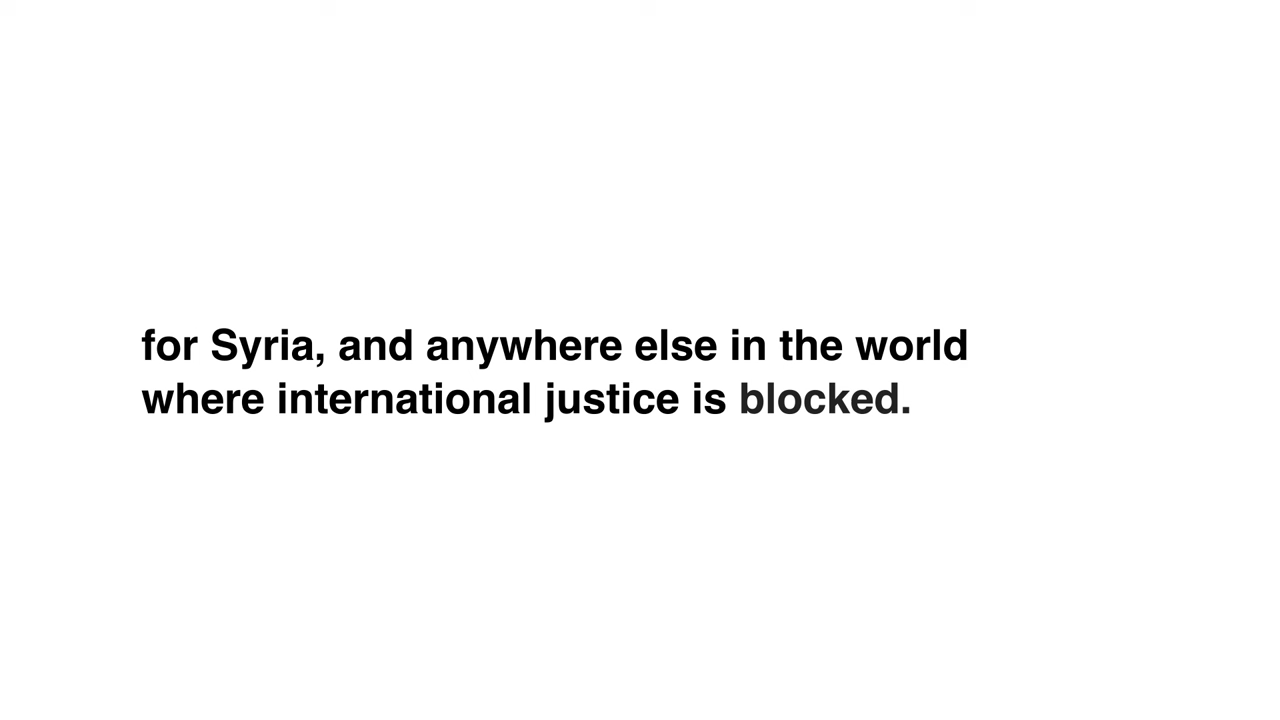 for Syria, and anywhere else in the world
where international justice is blocked.